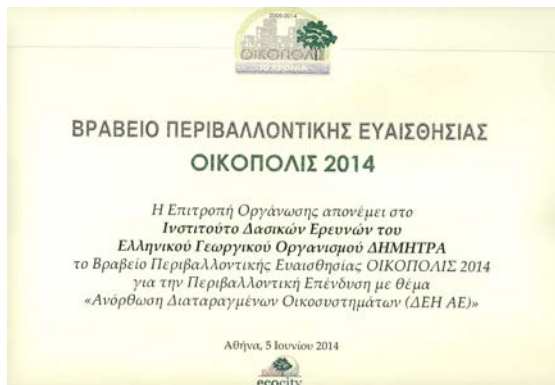 2005-2014
ΟΙΚΟΠΟΛΙΣ
ΒΡΑΒΕΙΟ ΠΕΡΙΒΑΛΛΟΝΤΙΚΗΣ ΕΥΑΙΣΘΗΣΙΑΣ
ΟΙΚΟΠΟΛΙΣ 2014
Η Επιτροπή Οργάνωσης απονέμει στο
Ινστιτούτο Δασικών Ερευνών του
Ελληνικού Γεωργικού Οργανισμού ΔΗΜΗΤΡΑ
το Βραβείο Περιβαλλοντικής Ευαισθησίας ΟΙΚΟΠΟΛΙΣ 2014
για την Περιβαλλοντική Επένδυση με θέμα
«Ανόρθωση Διαταραγμένων Οικοσυστημάτων (ΔΕΗ ΑΕ)»
Αθήνα, 5 Ιουνίου 2014
ecocity